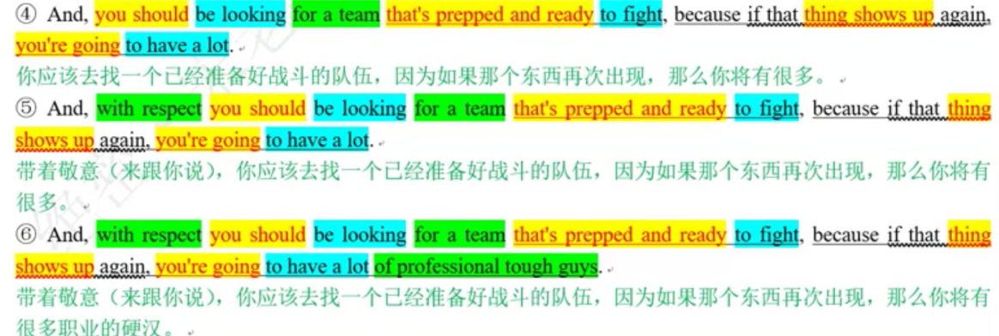 ④ And, you should be looking for a team that's prepped and ready to fight, because if that thing shows up again,
you're going to have a lot.
你应该去找一个已经准备好战斗的队伍，因为如果那个东西再次出现，那么你将有很多。
⑤ And, with respect you should be looking for a team that's prepped and ready to fight, because if that thing
shows up again, you're going to have a lot.
带着敬意（来跟你说），你应该去找一个已经准备好战斗的队伍，因为如果那个东西再次出现，那么你将有
很多。
⑥ And, with respect you should be looking for a team that's prepped and ready to fight, because if that thing
shows up again, you're going to have a lot of professional tough guys.
带着敬意（来跟你说），你应该去找一个已经准备好战斗的队伍，因为如果那个东西再次出现，那么你将有
很多职业的硬汉。